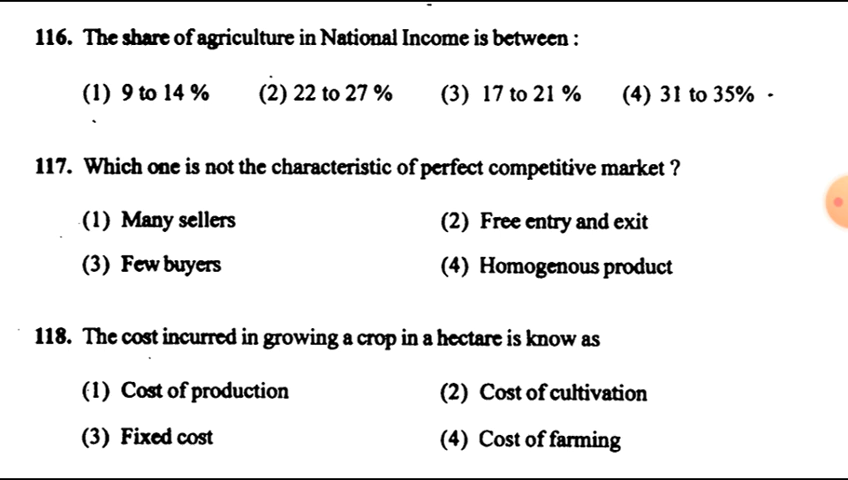 116. The share of agriculture in National Income is between :
(1) 9 to 14 % (2) 22 to 27 % (3) 17 to 21 % (4) 31 to 35%
117. Which one is not the characteristic of perfect competitive market ?
(1) Many sellers (2) Free entry and exit
(3) Few buyers (4) Homogenous product
118. The cost incurred in growing a crop in a hectare is know as
(1) Cost of production (2) Cost of cultivation
(3) Fixed cost (4) Cost of farming